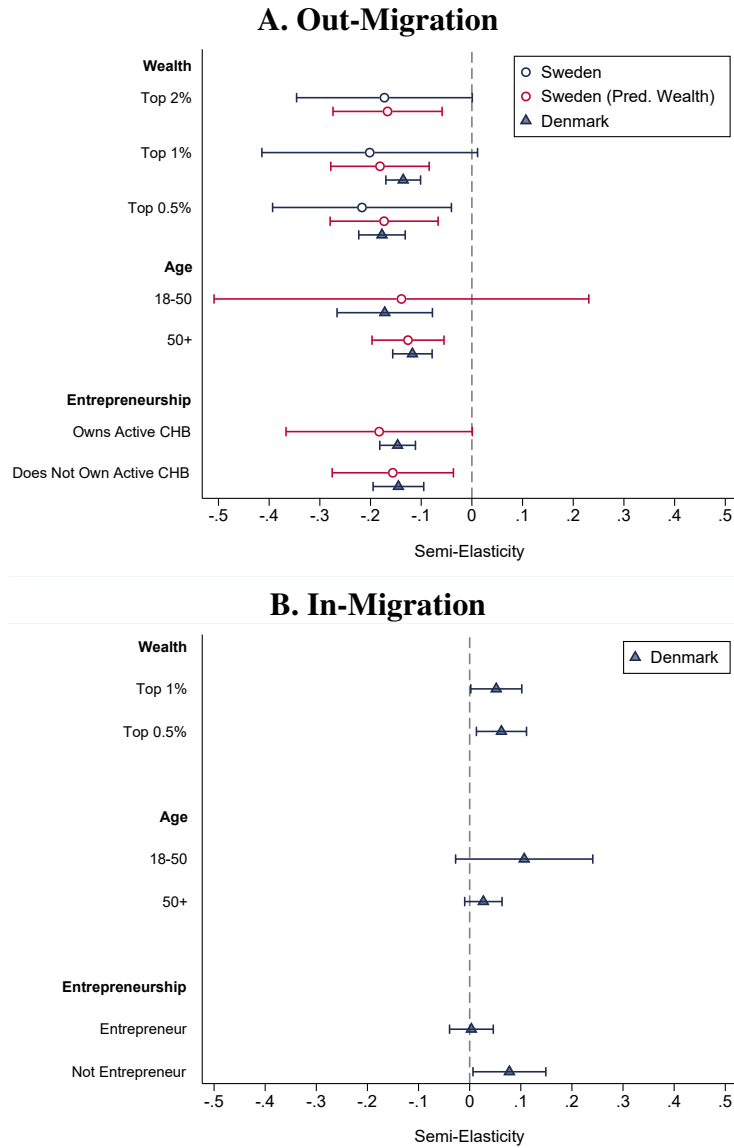 A. Out-Migration
Wealth
Sweden
Sweden (Pred. Wealth)
Denmark
Top 2%
Top 1%
Top 0.5%
Age
18-50
50+
Entrepreneurship
Owns Active CHB
Does Not Own Active CHB
-.5 -.4 -.3 -.2 -.1 0 .1 .2 .3 .4 .5
Semi-Elasticity
B. In-Migration
Wealth
Denmark
Top 1%
Top 0.5%
Age
18-50
50+
Entrepreneurship
Entrepreneur
Not Entrepreneur
-.5 -.4 -.3 -.2 -.1 0 .1 .2 .3 .4 .5
Semi-Elasticity